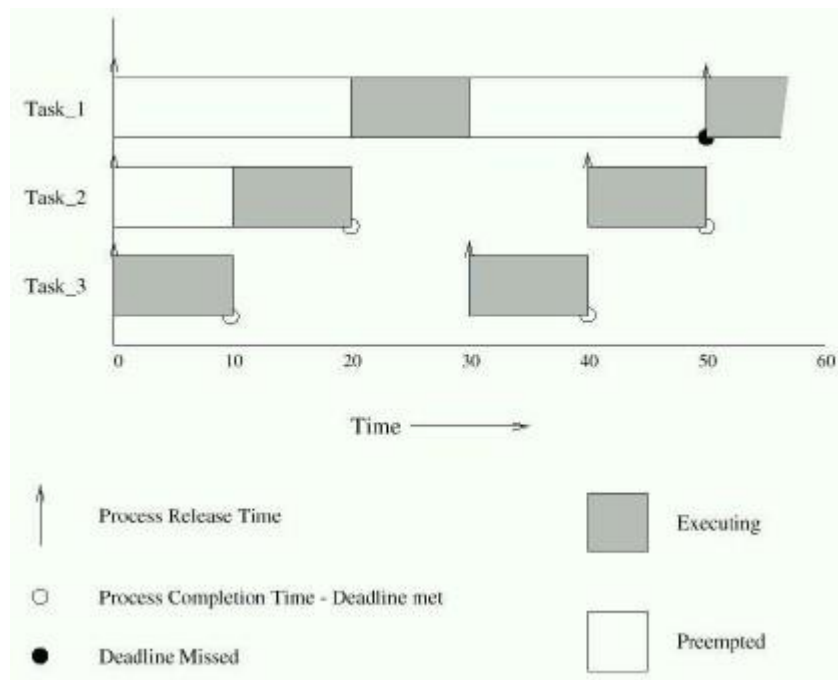 Task_1
Task_2
Task_3
0 10 20 30 40 50 60
Time
Process Release Time
Executing
Process Completion Time - Deadline met
Preempted
Deadline Missed